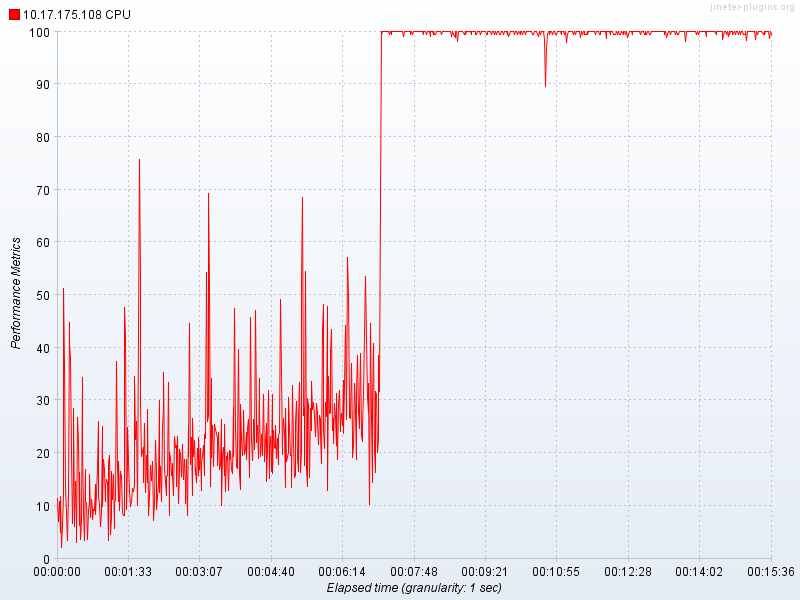 jmeter-plugins.org
10.17.175.108 CPU
100
90
80
70
60
50
40
30
20
10
0
Performance Metrics
00:00:00 00:01:33 00:03:07 00:04:40 00:06:14 00:07:48 00:09:21 00:10:55 00:12:28 00:14:02 00:15:36
Elapsed time (granularity: 1 sec)